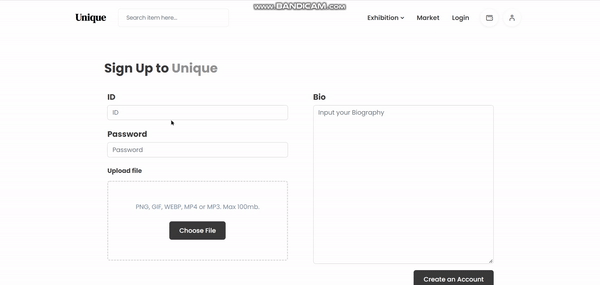 www.BANDICAM.com
Unique
Search item here...
Exhibition
Market
Login
Sign Up to Unique
ID
ID
Password
Password
Upload file
PNG, GIF, WEBP, MP4 or MP3. Max 100mb.
Choose File
Bio
Input your Biography
Create an Account